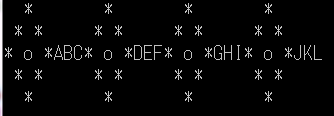 *       *       *       *
 * *     * *     * *     * *
* o *ABC* o *DEF* o *GHI* o *JKL
 * *     * *     * *     * *
  *       *       *       *